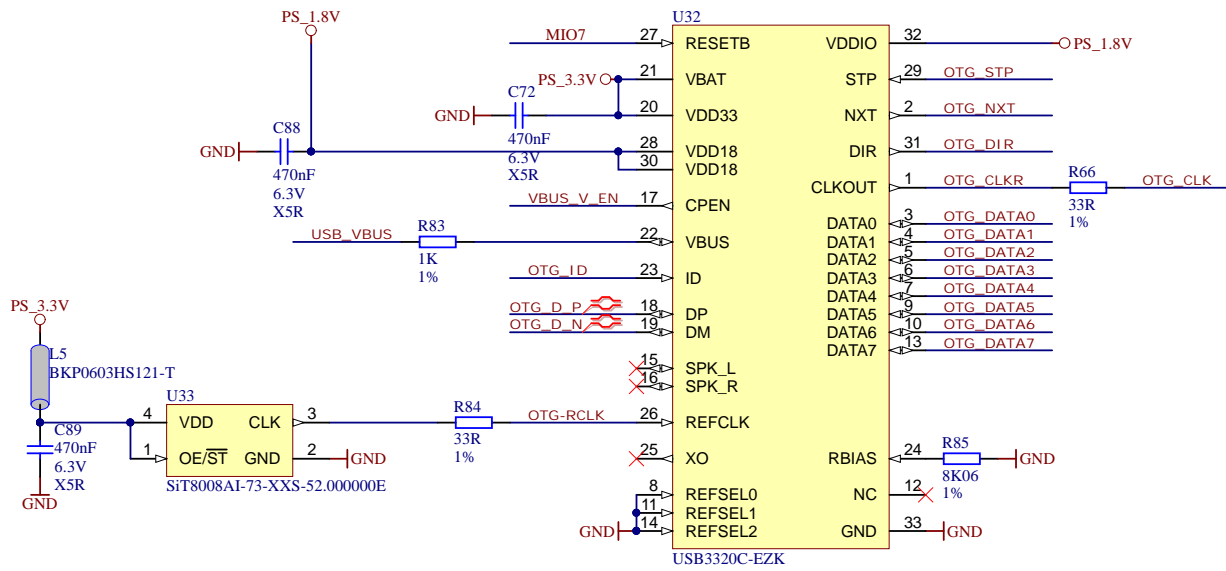 PS_1.8V
U32
MIO7
27
RESETB
VDDIO
32
PS_1.8V
PS_3.3V
21
VBAT
STP
29
OTG_STP
C72
GND
20
VDD33
NXT
2
OTG_NXT
470nF
6.3V
X5R
C88
GND
470nF
6.3V
X5R
28
VDD18
30
VDD18
DIR
31
OTG_DIR
CLKOUT
1
OTG_CLKR
R66
33R
1%
OTG_CLK
VBUS_V_EN
17
CPEN
DATA0
3
OTG_DATA0
USB_VBUS
R83
1K
1%
22
VBUS
DATA1
4
OTG_DATA1
DATA2
5
OTG_DATA2
OTG_ID
23
ID
DATA3
6
OTG_DATA3
DATA4
7
OTG_DATA4
OTG_D_P
18
DP
DATA5
9
OTG_DATA5
OTG_D_N
19
DM
DATA6
10
OTG_DATA6
DATA7
13
OTG_DATA7
15
SPK_L
16
SPK_R
PS_3.3V
L5
BKP0603HS121-T
U33
4
VDD
CLK
3
R84
33R
1%
OTG-RCLK
26
REFCLK
C89
470nF
6.3V
X5R
GND
1
OE/ST
GND
2
GND
SiT8008AI-73-XXS-52.000000E
25
XO
RBIAS
24
R85
8K06
1%
GND
8
REFSEL0
NC
12
11
REFSEL1
GND
14
REFSEL2
GND
33
GND
USB3320C-EZK